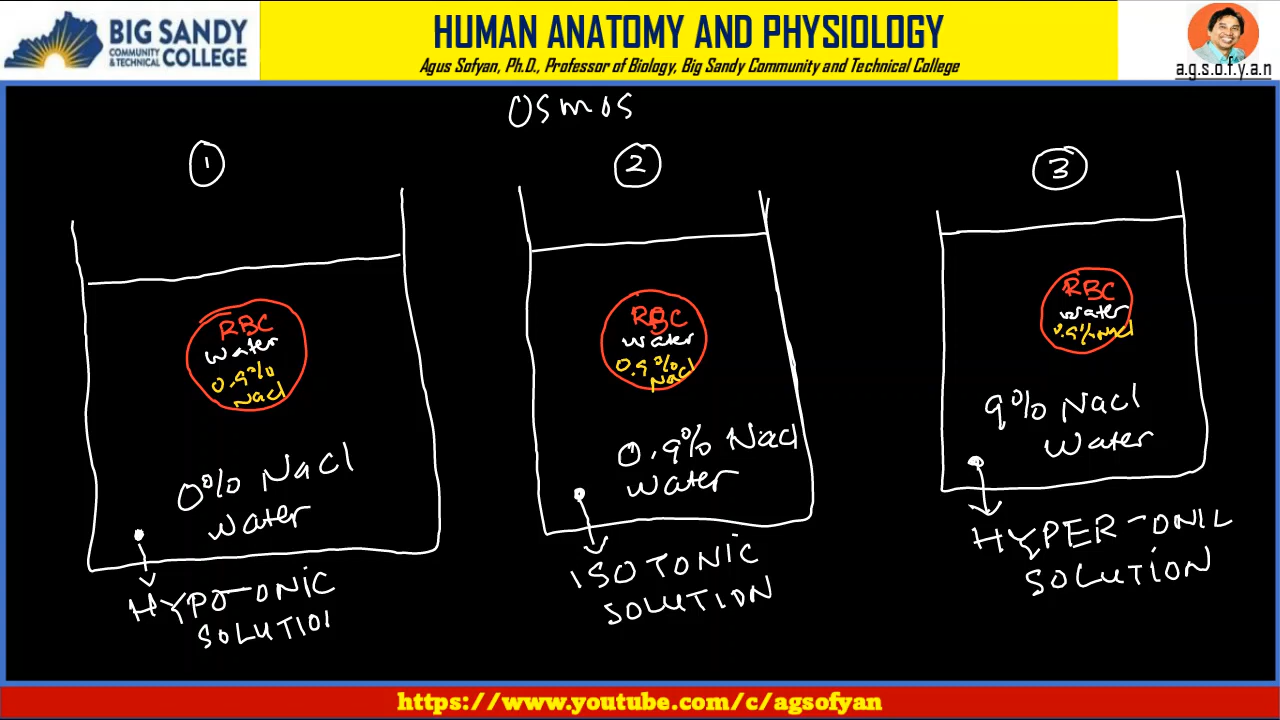 BIG SANDY
COMMUNITY
& TECHNICAL
COLLEGE
HUMAN ANATOMY AND PHYSIOLOGY
Agus Sofyan, Ph.D., Professor of Biology, Big Sandy Community and Technical College
a.g.s.o.f.y.a.n
OSMOS
1
RBC
Water
0.9%
Nacl
0% Nacl
Water
HYPOTONIC
SOLUTION
2
RBC
Water
0.9%
Nacl
0.9% Nacl
Water
ISOTONIC
SOLUTION
3
RBC
Water
0.9% Nacl
9% Nacl
Water
HYPERTONIC
SOLUTION
https://www.youtube.com/c/agsofyan